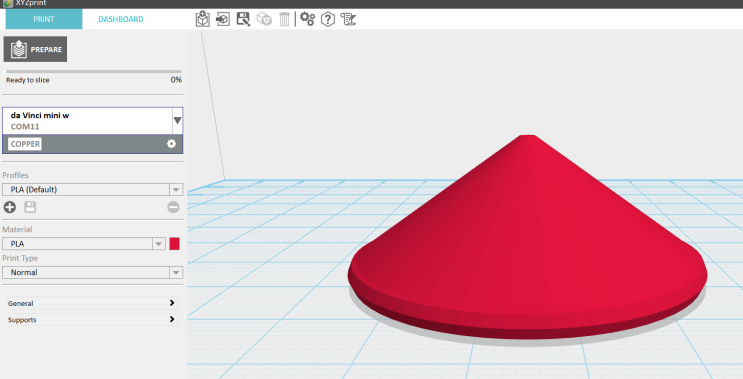 XYZprint
PRINT DASHBOARD
PREPARE
Ready to slice 0%
da Vinci mini w
COM11
COPPER
Profiles
PLA (Default)
Material
PLA
Print Type
Normal
General
Supports